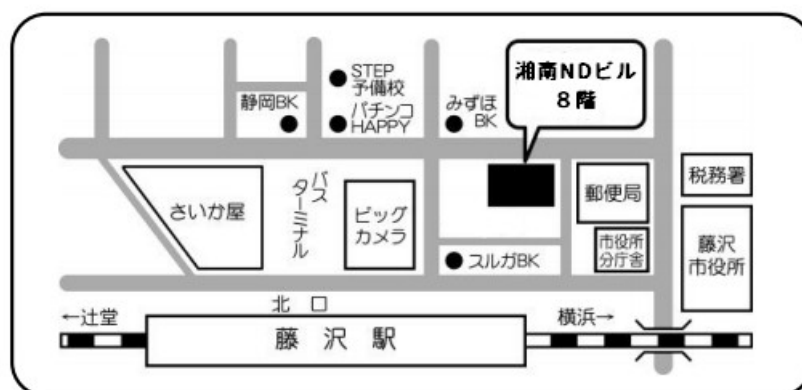 STEP
予備校
静岡BK
パチンコ
HAPPY
みずほ
BK
湘南NDビル
8階
さいか屋
バス
ターミナル
ビッグ
カメラ
郵便局
税務署
市役所
分庁舎
藤沢
市役所
スルガBK
北口
←辻堂
横浜→
藤沢駅